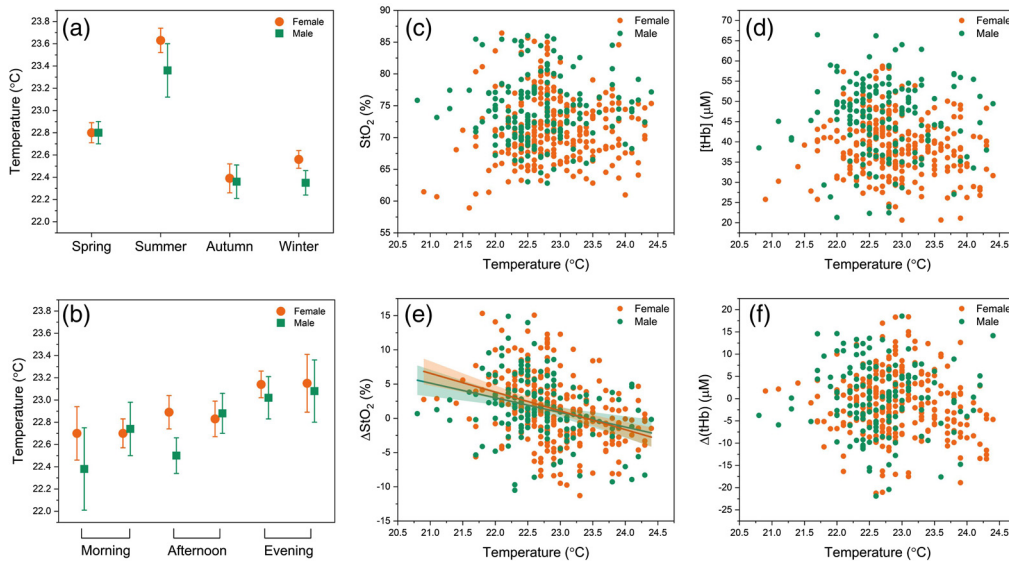 (a)
Female
Male
23.8
23.6
23.4
23.2
23.0
22.8
22.6
22.4
22.2
22.0
Temperature (°C)
Spring Summer Autumn Winter
(c)
Female
Male
90
85
80
75
70
65
60
55
StO2 (%)
20.5 21.0 21.5 22.0 22.5 23.0 23.5 24.0 24.5
Temperature (°C)
(d)
Female
Male
75
70
65
60
55
50
45
40
35
30
25
20
15
[tHb] (µM)
20.5 21.0 21.5 22.0 22.5 23.0 23.5 24.0 24.5
Temperature (°C)
(b)
Female
Male
23.8
23.6
23.4
23.2
23.0
22.8
22.6
22.4
22.2
22.0
Temperature (°C)
Morning Afternoon Evening
(e)
Female
Male
15
10
5
0
-5
-10
-15
ΔStO2 (%)
20.5 21.0 21.5 22.0 22.5 23.0 23.5 24.0 24.5
Temperature (°C)
(f)
Female
Male
20
15
10
5
0
-5
-10
-15
-20
-25
Δ(tHb) (µM)
20.5 21.0 21.5 22.0 22.5 23.0 23.5 24.0 24.5
Temperature (°C)